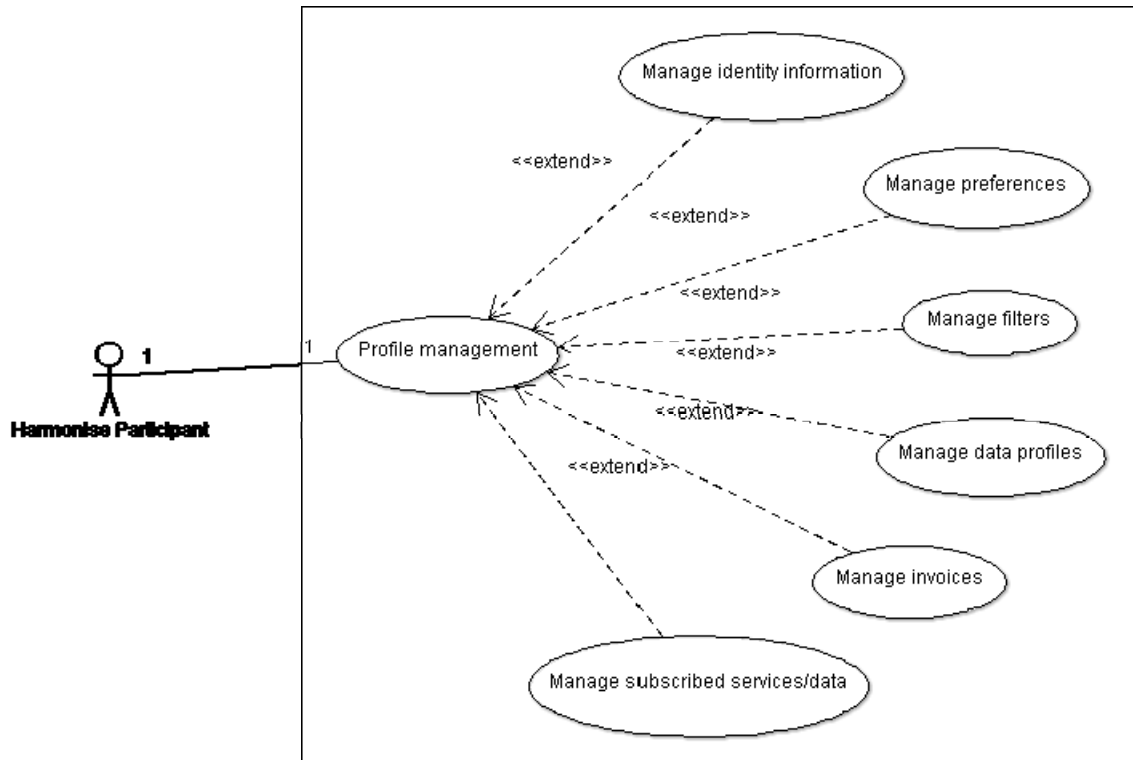 Manage identity information
<<extend>>
Manage preferences
<<extend>>
<<extend>>
Manage filters
1
1
Profile management
<<extend>>
Harmonise Participant
<<extend>>
Manage data profiles
<<extend>>
Manage invoices
Manage subscribed services/data